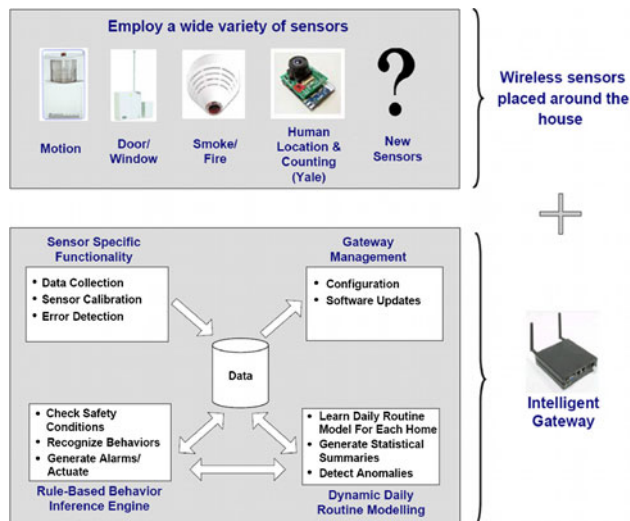 Employ a wide variety of sensors
Motion
Door/
Window
Smoke/
Fire
Human
Location &
Counting
(Yale)
New
Sensors
Wireless sensors
placed around the
house
Sensor Specific
Functionality
• Data Collection
• Sensor Calibration
• Error Detection
Gateway
Management
• Configuration
• Software Updates
Data
• Check Safety
Conditions
• Recognize Behaviors
• Generate Alarms/
Actuate
Rule-Based Behavior
Inference Engine
• Learn Daily Routine
Model For Each Home
• Generate Statistical
Summaries
• Detect Anomalies
Dynamic Daily
Routine Modelling
Intelligent
Gateway